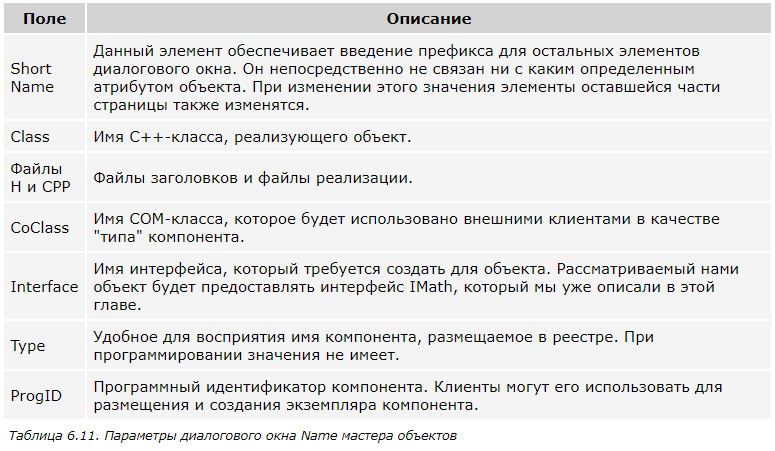 Поле Описание
Short Name
Данный элемент обеспечивает введение префикса для остальных элементов
диалогового окна. Он непосредственно не связан ни с каким определенным
атрибутом объекта. При изменении этого значения элементы оставшейся части
страницы также изменятся.
Class Имя C++-класса, реализующего объект.
Файлы
H и CPP
Файлы заголовков и файлы реализации.
CoClass
Имя COM-класса, которое будет использовано внешними клиентами в качестве
"типа" компонента.
Interface
Имя интерфейса, который требуется создать для объекта. Рассматриваемый нами
объект будет предоставлять интерфейс IMath, который мы уже описали в этой
главе.
Type
Удобное для восприятия имя компонента, размещаемое в реестре. При
программировании значения не имеет.
ProgID
Программный идентификатор компонента. Клиенты могут его использовать для
размещения и создания экземпляра компонента.
Таблица 6.11. Параметры диалогового окна Name мастера объектов